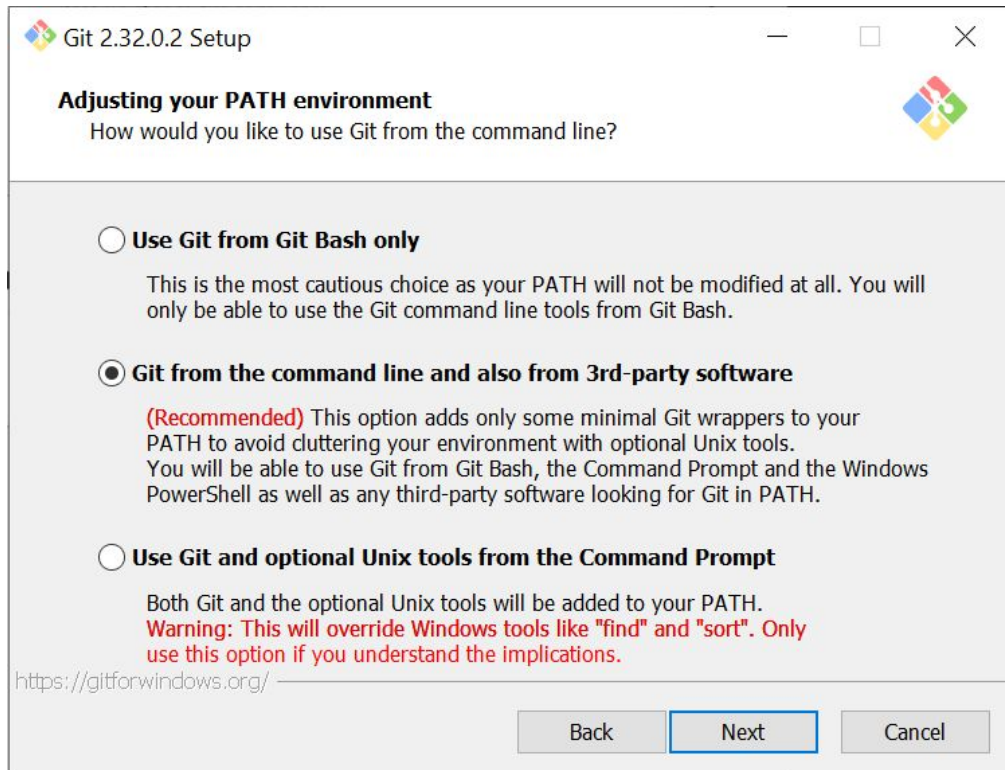 Git 2.32.0.2 Setup
Adjusting your PATH environment
How would you like to use Git from the command line?
Use Git from Git Bash only
This is the most cautious choice as your PATH will not be modified at all. You will
only be able to use the Git command line tools from Git Bash.
Git from the command line and also from 3rd-party software
(Recommended) This option adds only some minimal Git wrappers to your
PATH to avoid cluttering your environment with optional Unix tools.
You will be able to use Git from Git Bash, the Command Prompt and the Windows
PowerShell as well as any third-party software looking for Git in PATH.
Use Git and optional Unix tools from the Command Prompt
Both Git and the optional Unix tools will be added to your PATH.
Warning: This will override Windows tools like "find" and "sort". Only
use this option if you understand the implications.
https://gitforwindows.org/
Back Next Cancel